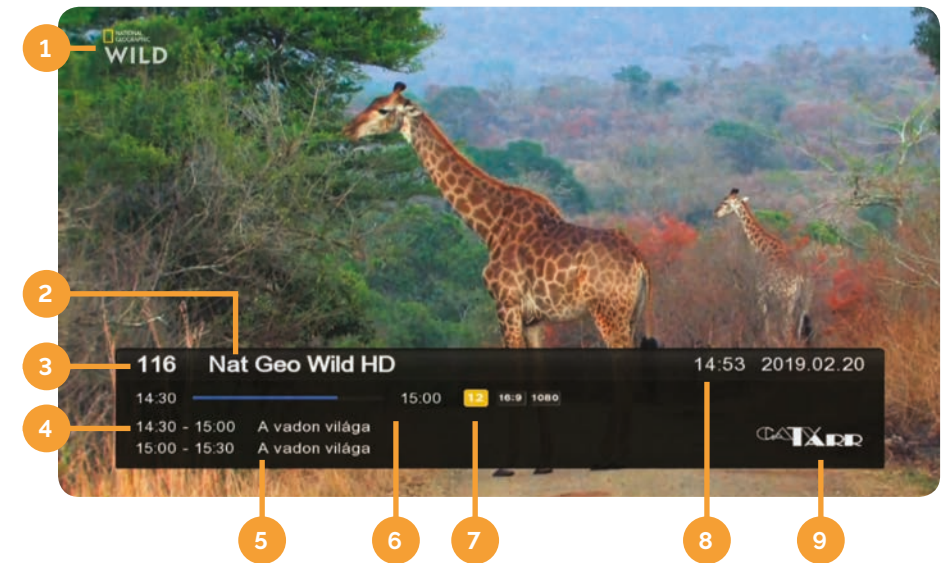 1
NATIONAL
GEOGRAPHIC
WILD
2
3
116 Nat Geo Wild HD 14:53 2019.02.20
14:30 15:00 12 16:9 1080
4
14:30 - 15:00 A vadon világa
15:00 - 15:30 A vadon világa
CATV
TARR
5 6 7 8 9